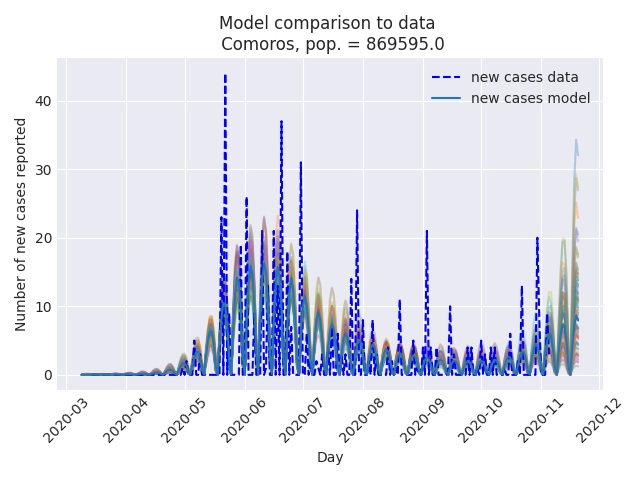 Model comparison to data
Comoros, pop. = 869595.0
new cases data
new cases model
Number of new cases reported
40
30
20
10
0
2020-03
2020-04
2020-05
2020-06
2020-07
2020-08
2020-09
2020-10
2020-11
2020-12
Day